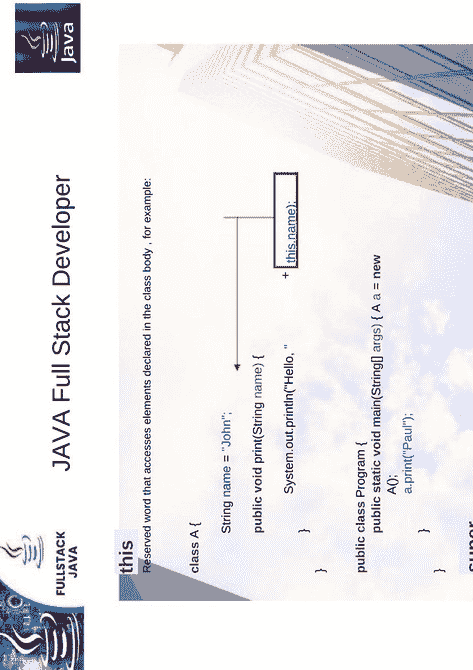 FULLSTACK
JAVA
JAVA Full Stack Developer
Java
this
Reserved word that accesses elements declared in the class body , for example:
class A {
String name = "John";
public void print(String name) {
System.out.println("Hello, " + this.name);
}
}
public class Program {
public static void main(String[] args) { A a = new
A();
a.print("Paul");
}
}
super